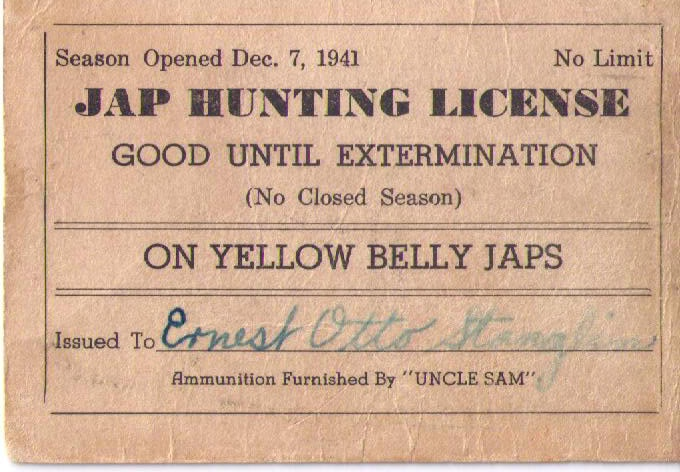 Season Opened Dec. 7, 1941 No Limit
JAP HUNTING LICENSE
GOOD UNTIL EXTERMINATION
(No Closed Season)
ON YELLOW BELLY JAPS
Issued To Ernest Otto Stanglin
Ammunition Furnished By "UNCLE SAM"